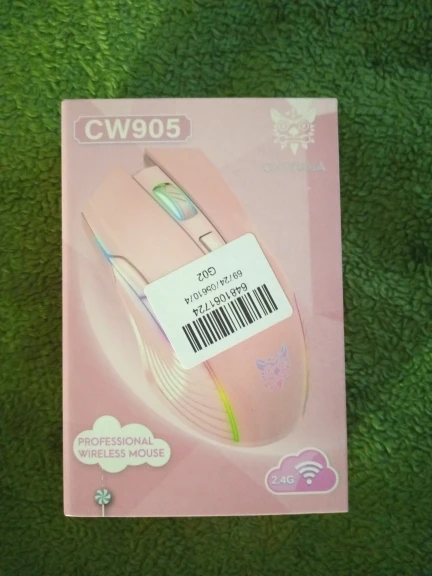 CW905
G02
69/24/0561074
6481061724
PROFESSIONAL
WIRELESS MOUSE
2.4G